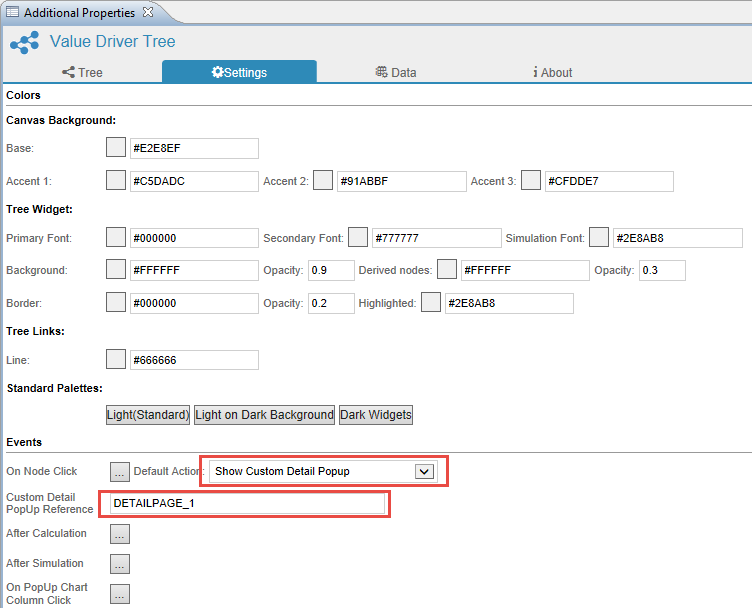 Additional Properties
Value Driver Tree
Tree Settings Data About
Colors
Canvas Background:
Base: #E2E8EF
Accent 1: #C5DADC Accent 2: #91ABBF Accent 3: #CFDDE7
Tree Widget:
Primary Font: #000000 Secondary Font: #777777 Simulation Font: #2E8AB8
Background: #FFFFFF Opacity: 0.9 Derived nodes: #FFFFFF Opacity: 0.3
Border: #000000 Opacity: 0.2 Highlighted: #2E8AB8
Tree Links:
Line: #666666
Standard Palettes:
Light(Standard) Light on Dark Background Dark Widgets
Events
On Node Click ... Default Action: Show Custom Detail Popup
Custom Detail
PopUp Reference DETAILPAGE_1
After Calculation ...
After Simulation ...
On PopUp Chart
Column Click ...